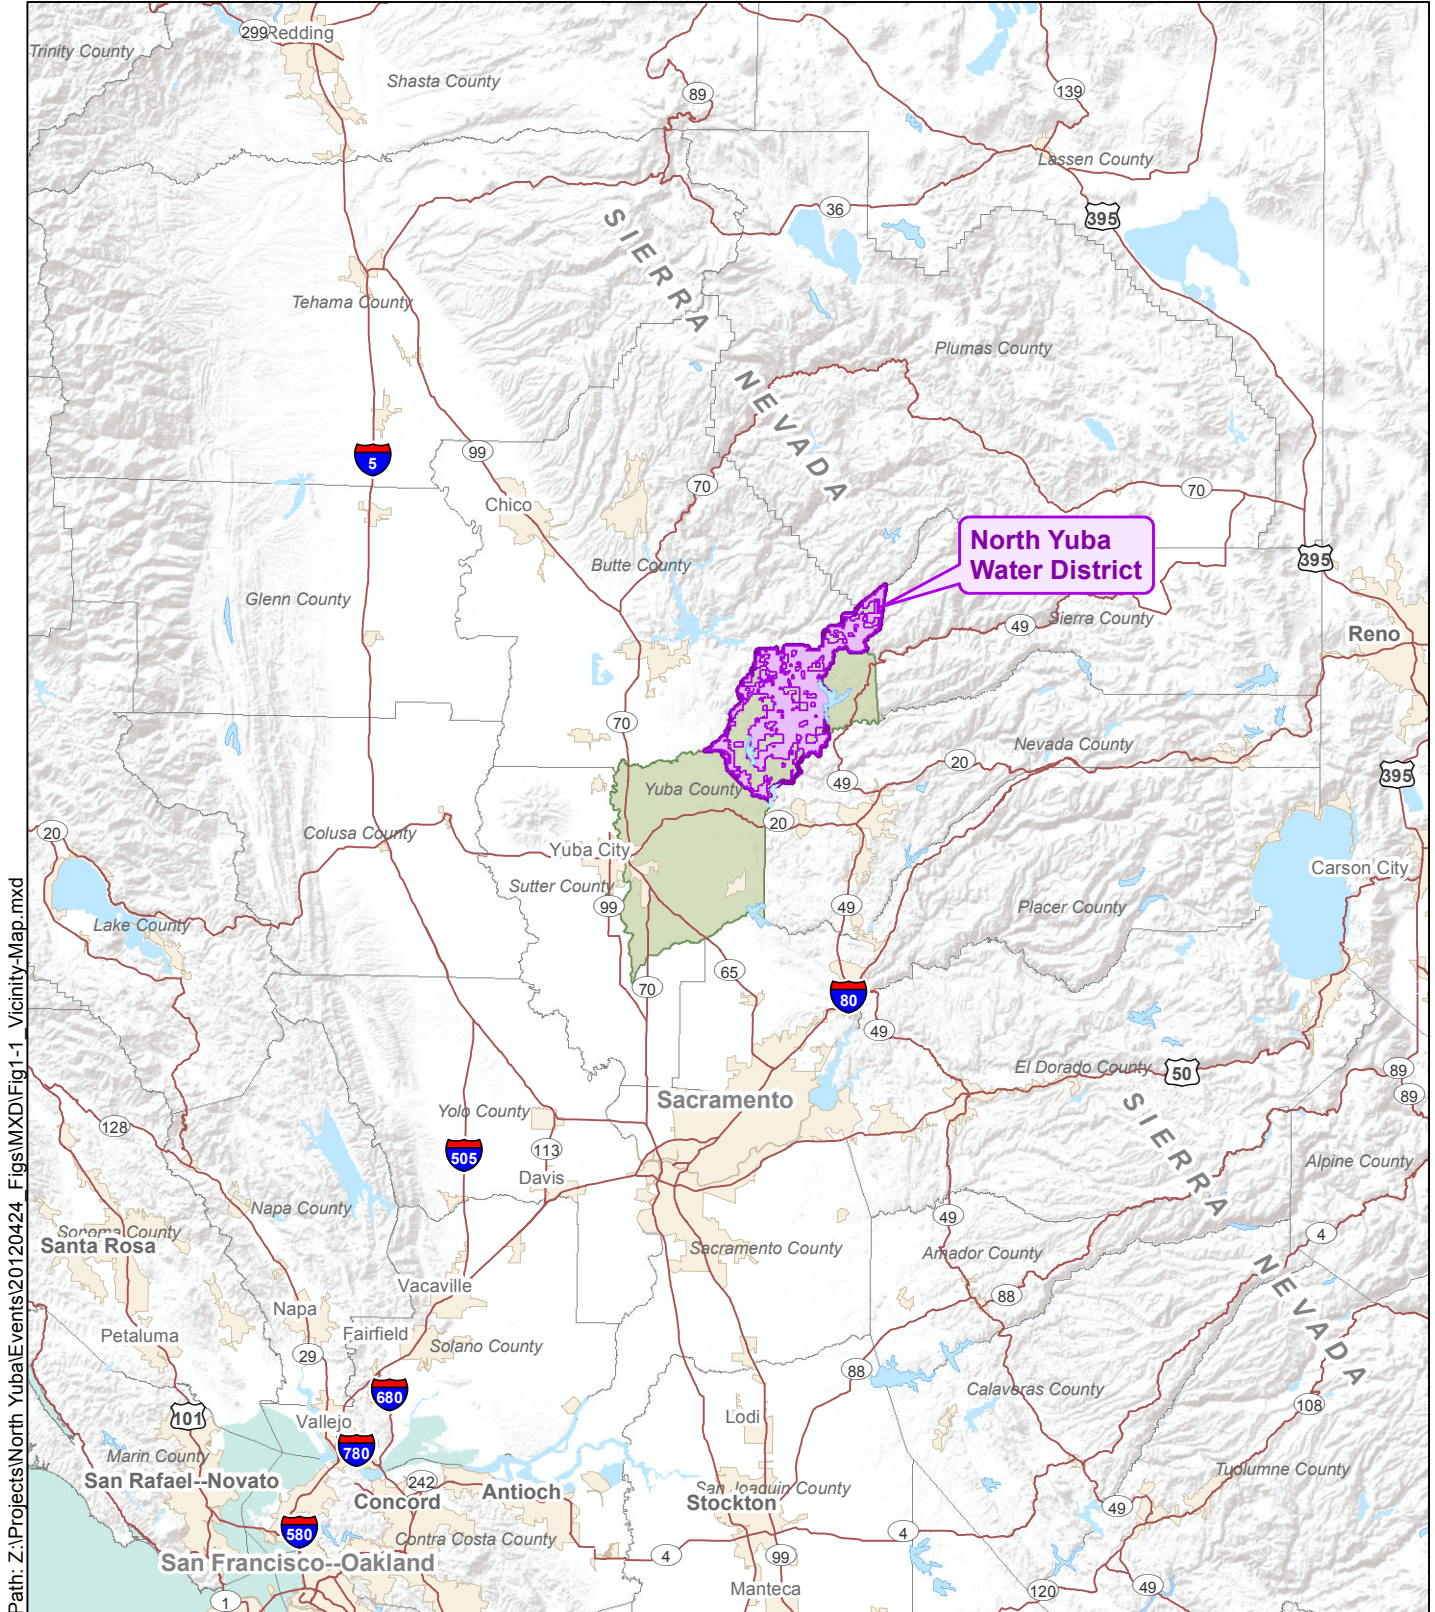 299
Redding
Trinity County
Shasta County
89
139
Lassen County
36
395
SIERRA
NEVADA
Tehama County
Plumas County
5
99
Chico
70
70
North Yuba
Water District
395
Butte County
Glenn County
49
Sierra County
Reno
70
Nevada County
20
49
395
Yuba County
20
20
Colusa County
Yuba City
Carson City
Sutter County
99
49
Placer County
Lake County
65
70
80
49
El Dorado County
50
89
89
Sacramento
Yolo County
128
505
113
Davis
SIERRA
NEVADA
Alpine County
Napa County
49
Sonoma County
Santa Rosa
Sacramento County
Amador County
4
Vacaville
88
Napa
Petaluma
Fairfield
Solano County
29
88
680
Calaveras County
108
101
Vallejo
Lodi
780
Marin County
Tuolumne County
San Rafael--Novato
242
Antioch
San Joaquin County
Concord
Stockton
49
580
Contra Costa County
4
San Francisco--Oakland
4
99
Manteca
120
49
1
Path: Z:\Projects\North Yuba\Events\20120424_Figs\MXD\Fig1-1_Vicinity-Map.mxd